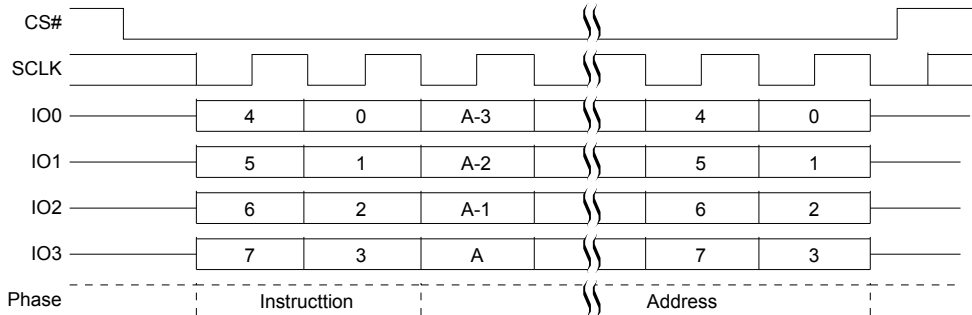 CS#
SCLK
IO0 4 0 A-3 4 0
IO1 5 1 A-2 5 1
IO2 6 2 A-1 6 2
IO3 7 3 A 7 3
Phase Instructtion Address